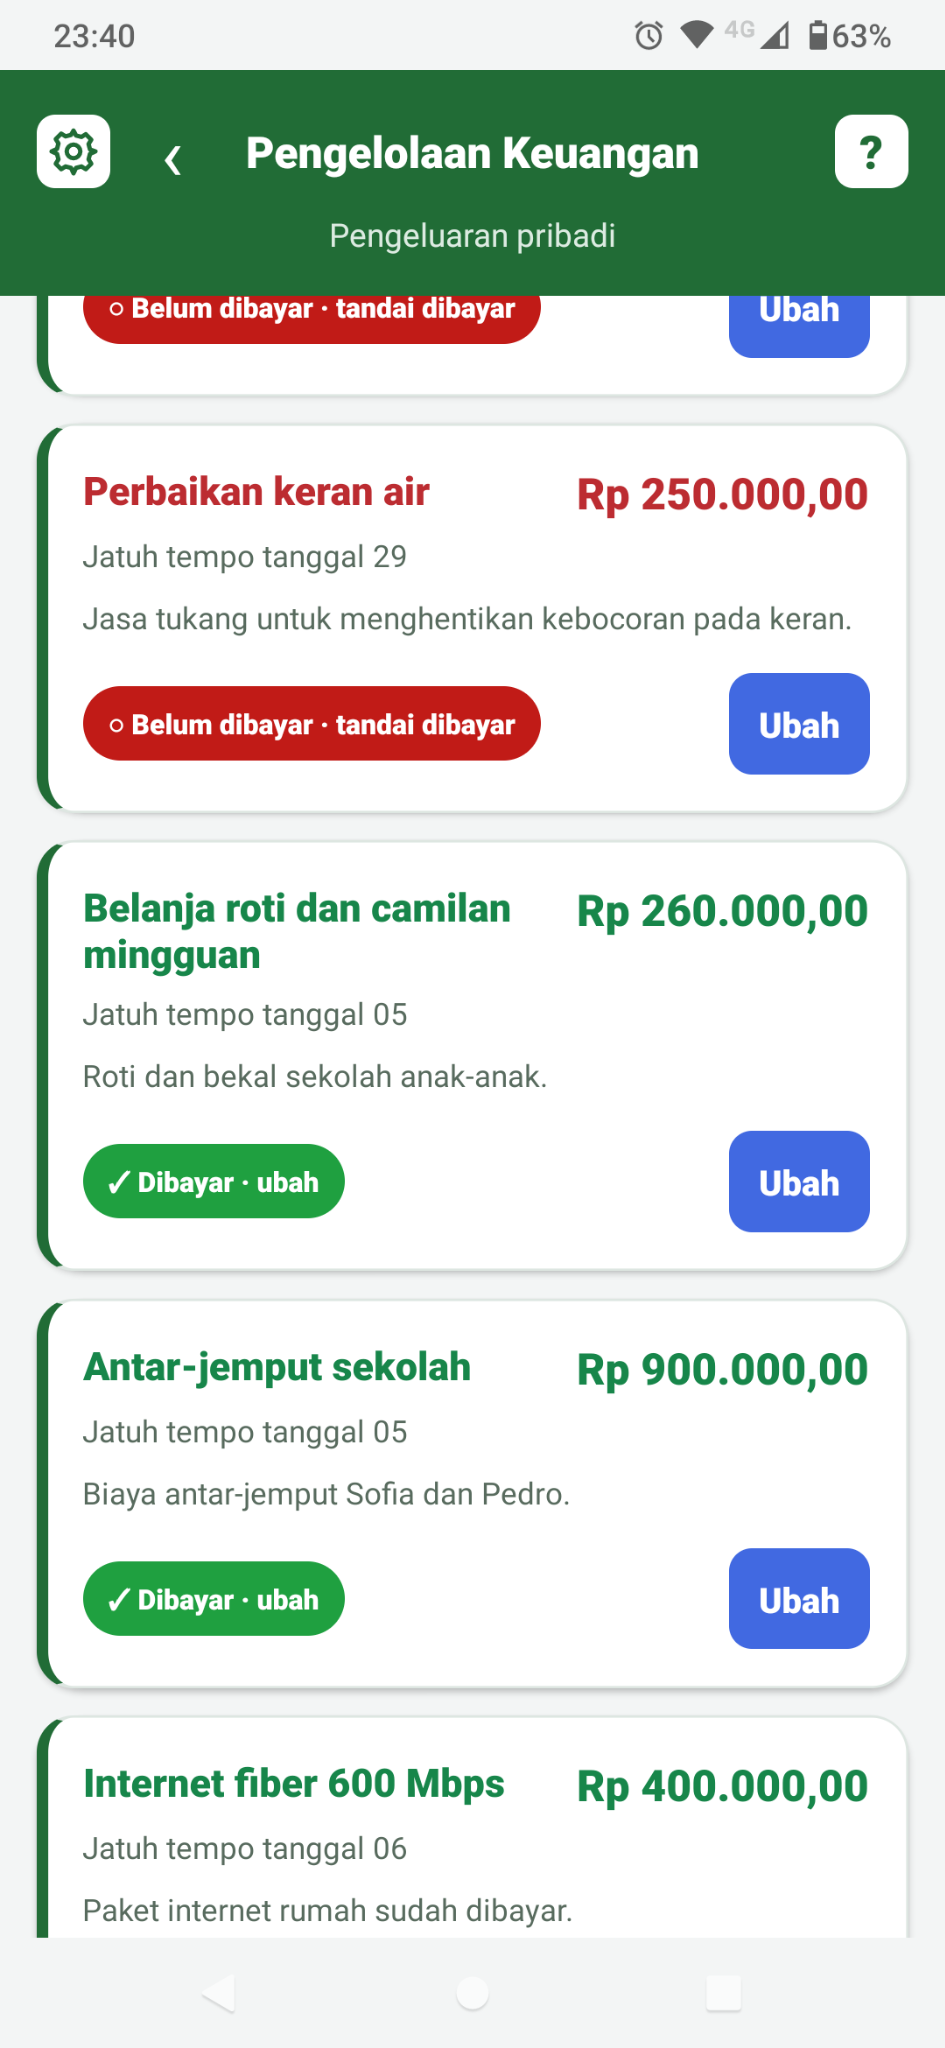 23:40
4G
63%
‹ Pengelolaan Keuangan ?
Pengeluaran pribadi
Belum dibayar · tandai dibayar
Ubah
Perbaikan keran air
Rp 250.000,00
Jatuh tempo tanggal 29
Jasa tukang untuk menghentikan kebocoran pada keran.
Belum dibayar · tandai dibayar
Ubah
Belanja roti dan camilan
mingguan
Rp 260.000,00
Jatuh tempo tanggal 05
Roti dan bekal sekolah anak-anak.
✓ Dibayar · ubah
Ubah
Antar-jemput sekolah
Rp 900.000,00
Jatuh tempo tanggal 05
Biaya antar-jemput Sofia dan Pedro.
✓ Dibayar · ubah
Ubah
Internet fiber 600 Mbps
Rp 400.000,00
Jatuh tempo tanggal 06
Paket internet rumah sudah dibayar.